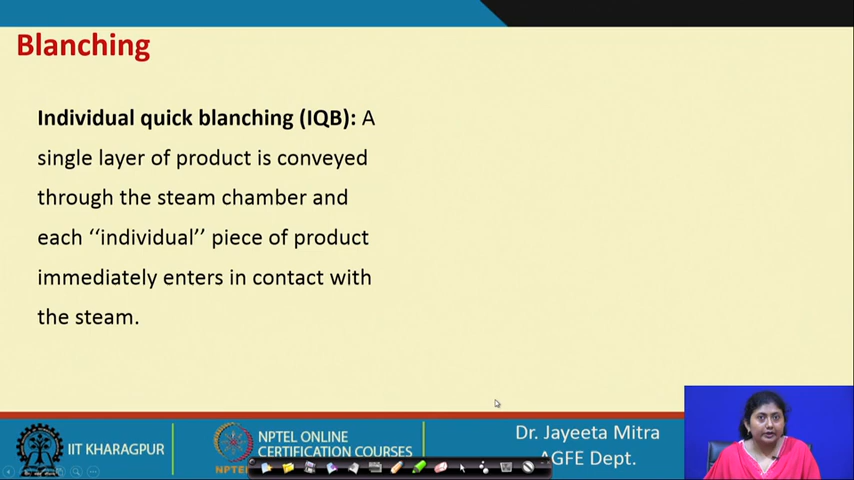 Blanching
Individual quick blanching (IQB): A
single layer of product is conveyed
through the steam chamber and
each ‘‘individual’’ piece of product
immediately enters in contact with
the steam.
IIT KHARAGPUR
NPTEL ONLINE
CERTIFICATION COURSES
NPTEL
Dr. Jayeeta Mitra
AGFE Dept.